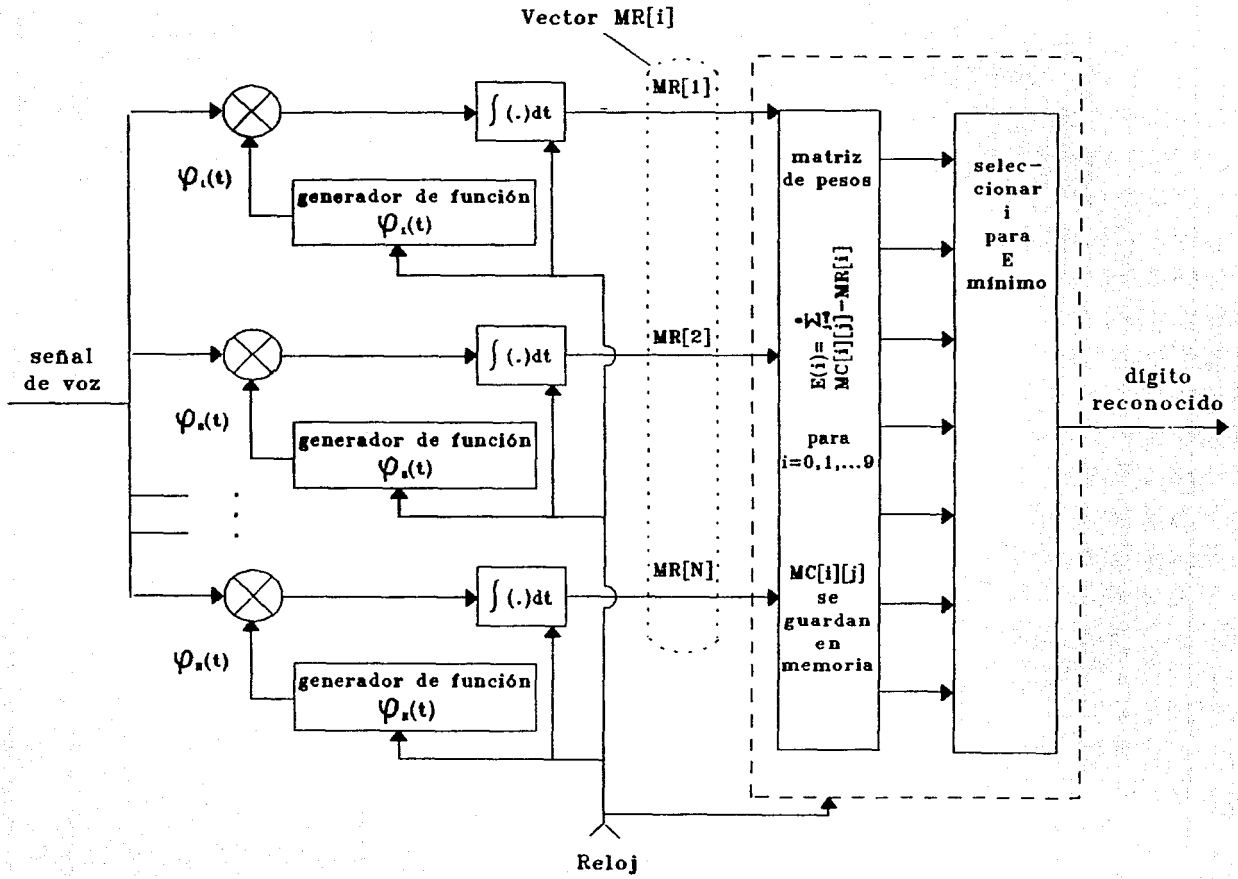 Vector MR[i]
MR[1]
∫(.)dt
φ₁(t)
generador de función
φ₁(t)
matriz
de pesos
selec-
cionar
i
para
E
mínimo
señal
de voz
MR[2]
∫(.)dt
φ₂(t)
generador de función
φ₂(t)
E(i)=
MC[i][j]-MR[i]
para
i=0,1,...9
dígito
reconocido
MR[N]
∫(.)dt
generador de función
MC[i][j]
se
guardan
en
memoria
Reloj